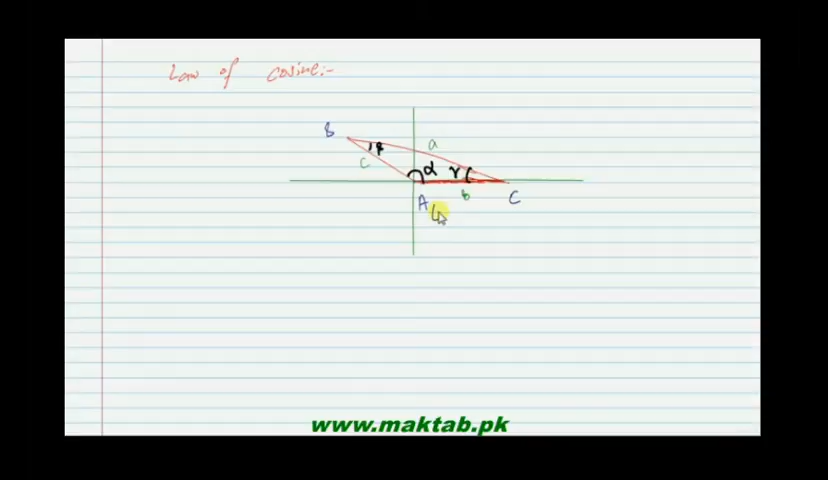 Law of cosine:-
B
a
β
c
α
γ
A
b
C
(
www.maktab.pk